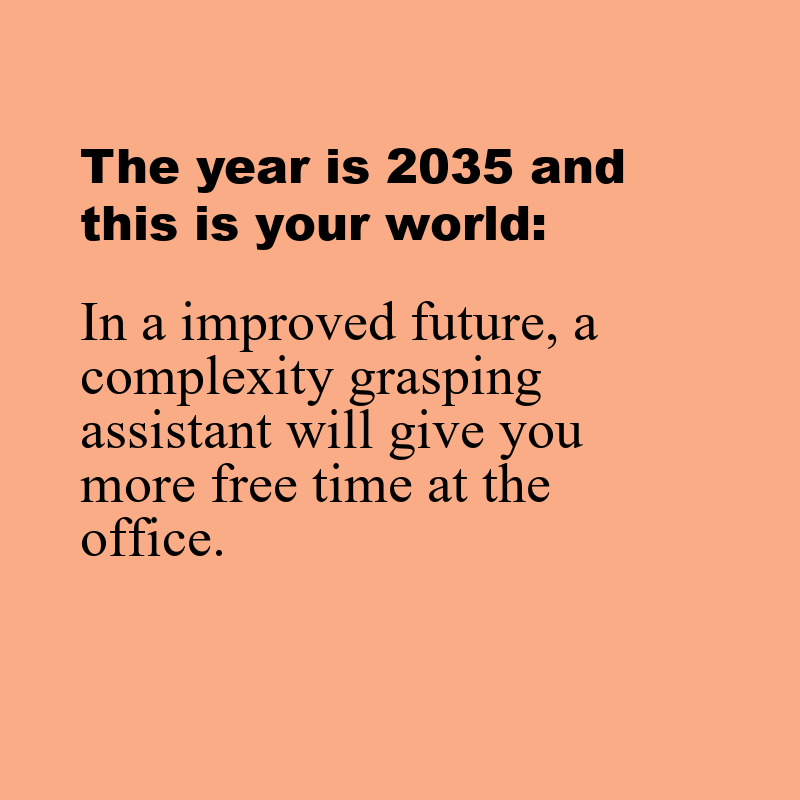 The year is 2035 and
this is your world:
In a improved future, a
complexity grasping
assistant will give you
more free time at the
office.